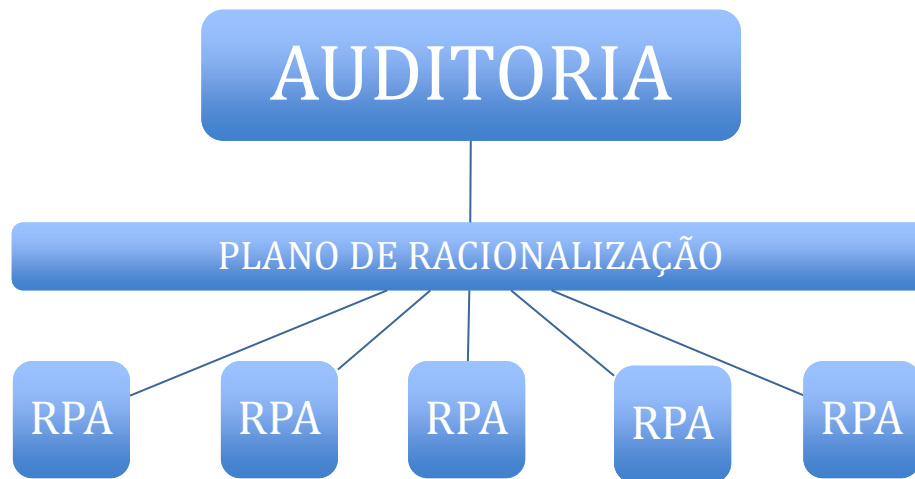 AUDITORIA
PLANO DE RACIONALIZAÇÃO
RPA
RPA
RPA
RPA
RPA